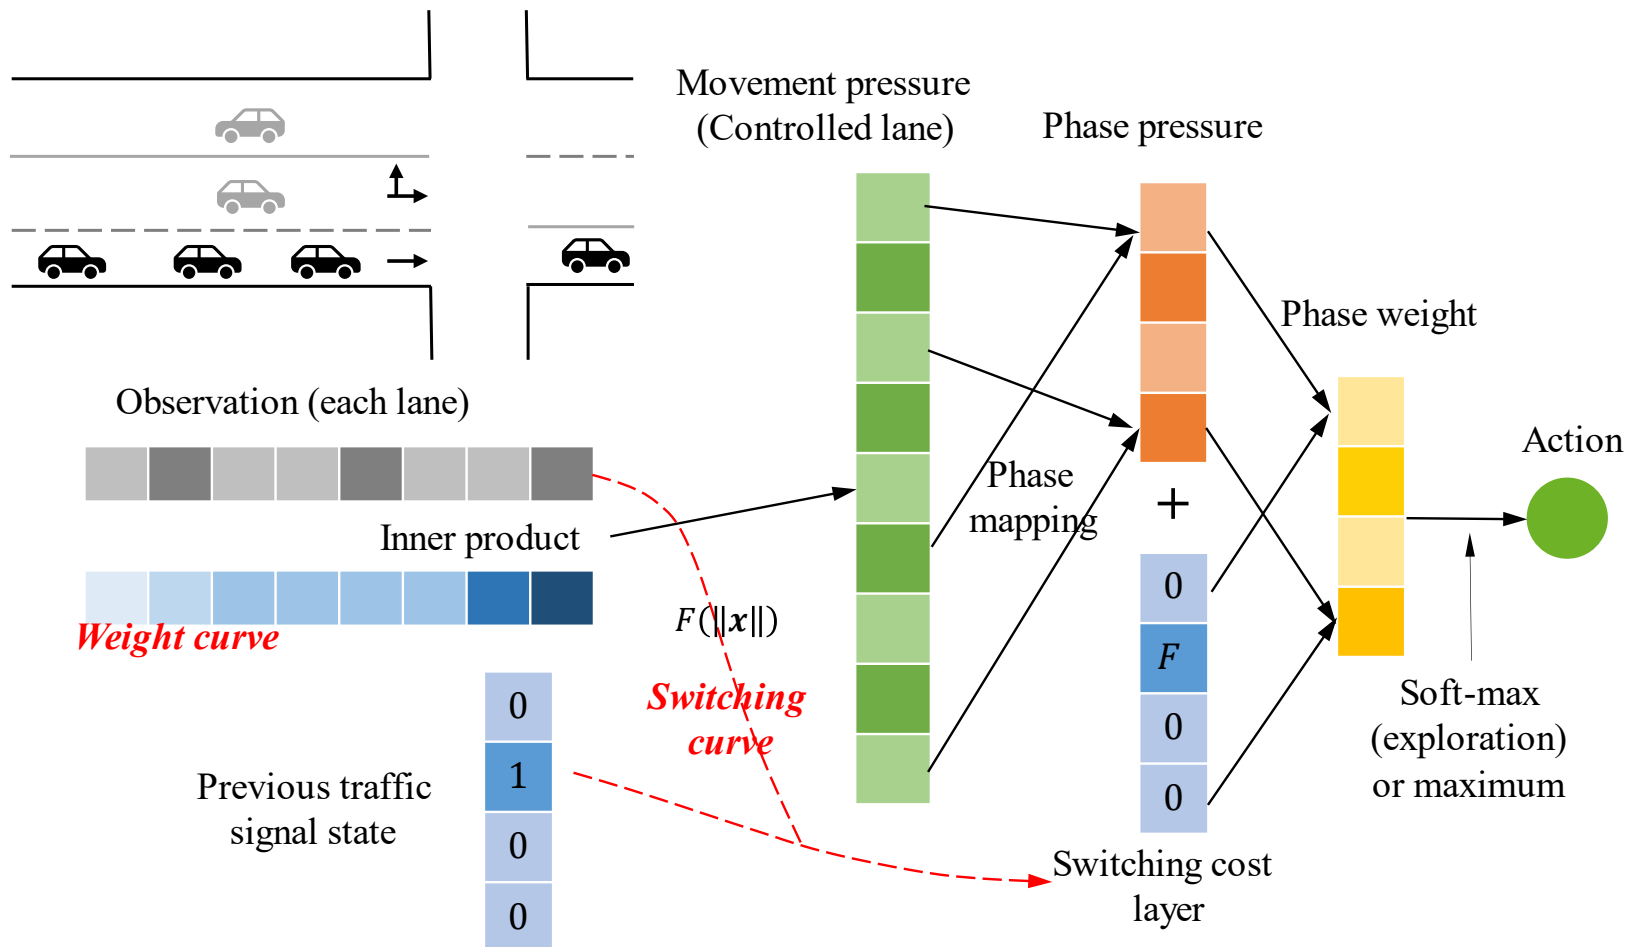 Movement pressure
(Controlled lane)
Phase pressure
Phase weight
Observation (each lane)
Action
Phase
mapping
+
Inner product
0
F(‖x‖)
Weight curve
F
Switching
curve
0
Soft-max
(exploration)
or maximum
0
0
1
0
0
Previous traffic
signal state
Switching cost
layer